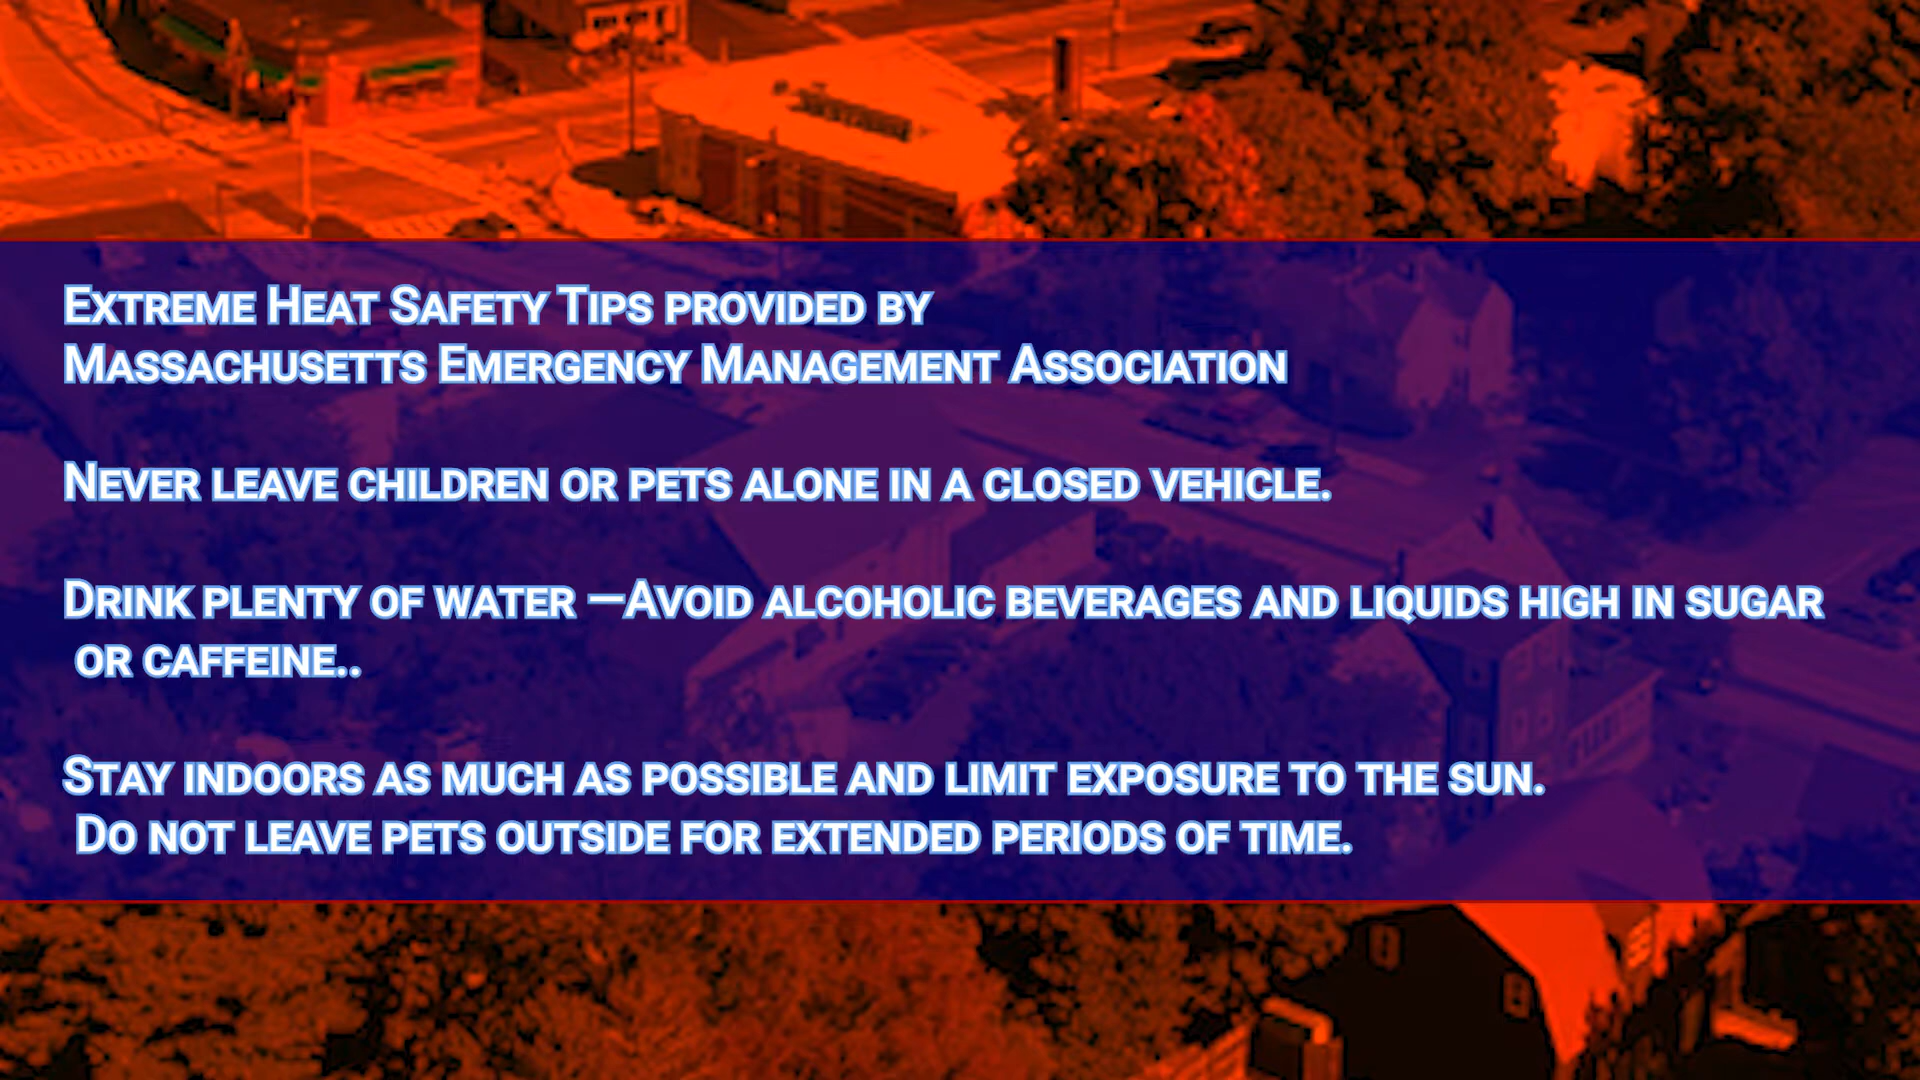 Extreme Heat Safety Tips provided by
Massachusetts Emergency Management Association
Never leave children or pets alone in a closed vehicle.
Drink plenty of water —Avoid alcoholic beverages and liquids high in sugar
or caffeine..
Stay indoors as much as possible and limit exposure to the sun.
Do not leave pets outside for extended periods of time.